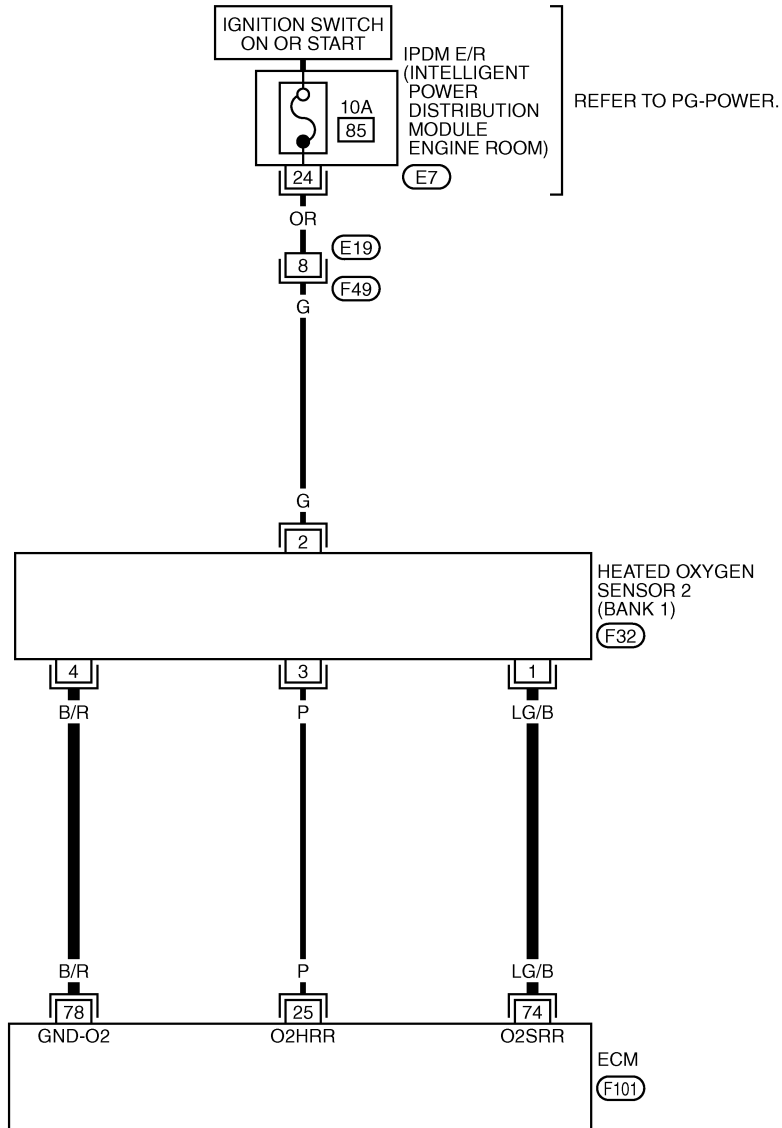 IGNITION SWITCH
ON OR START
IPDM E/R
(INTELLIGENT
POWER
DISTRIBUTION
MODULE
ENGINE ROOM)
REFER TO PG-POWER.
10A
85
24
E7
OR
E19
8
F49
G
G
2
HEATED OXYGEN
SENSOR 2
(BANK 1)
F32
4 3 1
B/R P LG/B
B/R P LG/B
78 25 74
GND-O2 O2HRR O2SRR
ECM
F101